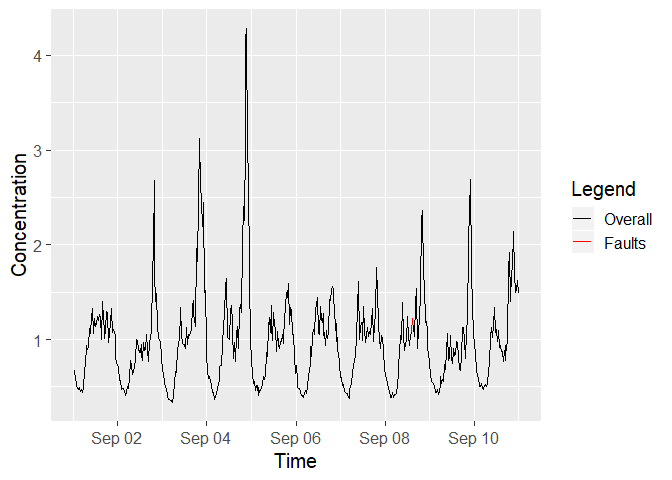 4
3
2
1
Concentration
Sep 02
Sep 04
Sep 06
Sep 08
Sep 10
Time
Legend
Overall
Faults